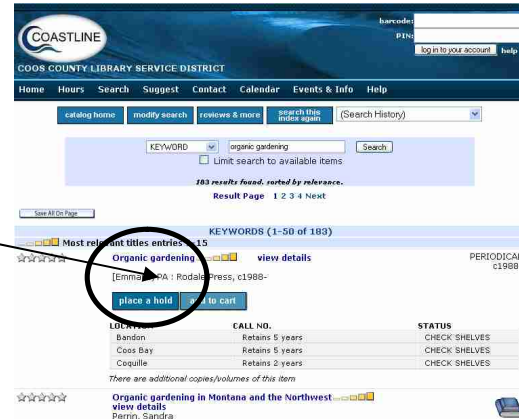 barcode:
COASTLINE
PIN:
log in to your account help
COOS COUNTY LIBRARY SERVICE DISTRICT
Home Hours Search Suggest Contact Calendar Events & Info Help
catalog home modify search reviews & more search this index again (Search History)
KEYWORD organic gardening Search
Limit search to available items
183 results found, sorted by relevance.
Result Page 1 2 3 4 Next
Save All On Page
KEYWORDS (1-50 of 183)
Most relevant titles entries 1-15
Organic gardening view details PERIODICAL
c1988
PA : Rodale Press, c1988-
place a hold add to cart
LOCATION CALL NO. STATUS
Bandon Retains 5 years CHECK SHELVES
Coos Bay Retains 5 years CHECK SHELVES
Coquille Retains 2 years CHECK SHELVES
There are additional copies/volumes of this item
Organic gardening in Montana and the Northwest
view details
Perrin, Sandra